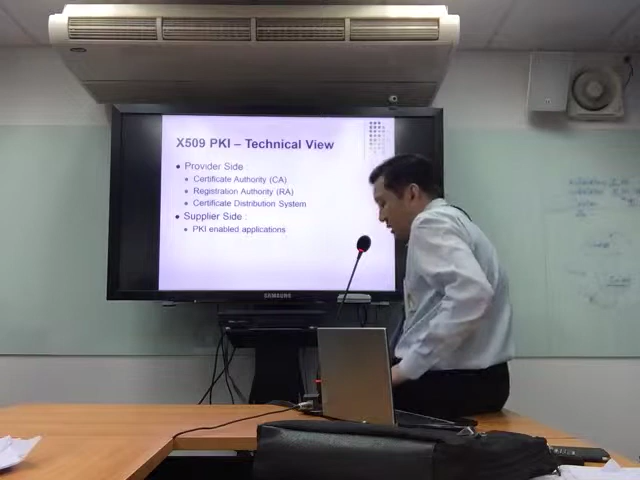 X509 PKI – Technical View
• Provider Side :
• Certificate Authority (CA)
• Registration Authority (RA)
• Certificate Distribution System
• Supplier Side :
• PKI enabled applications
SAMSUNG